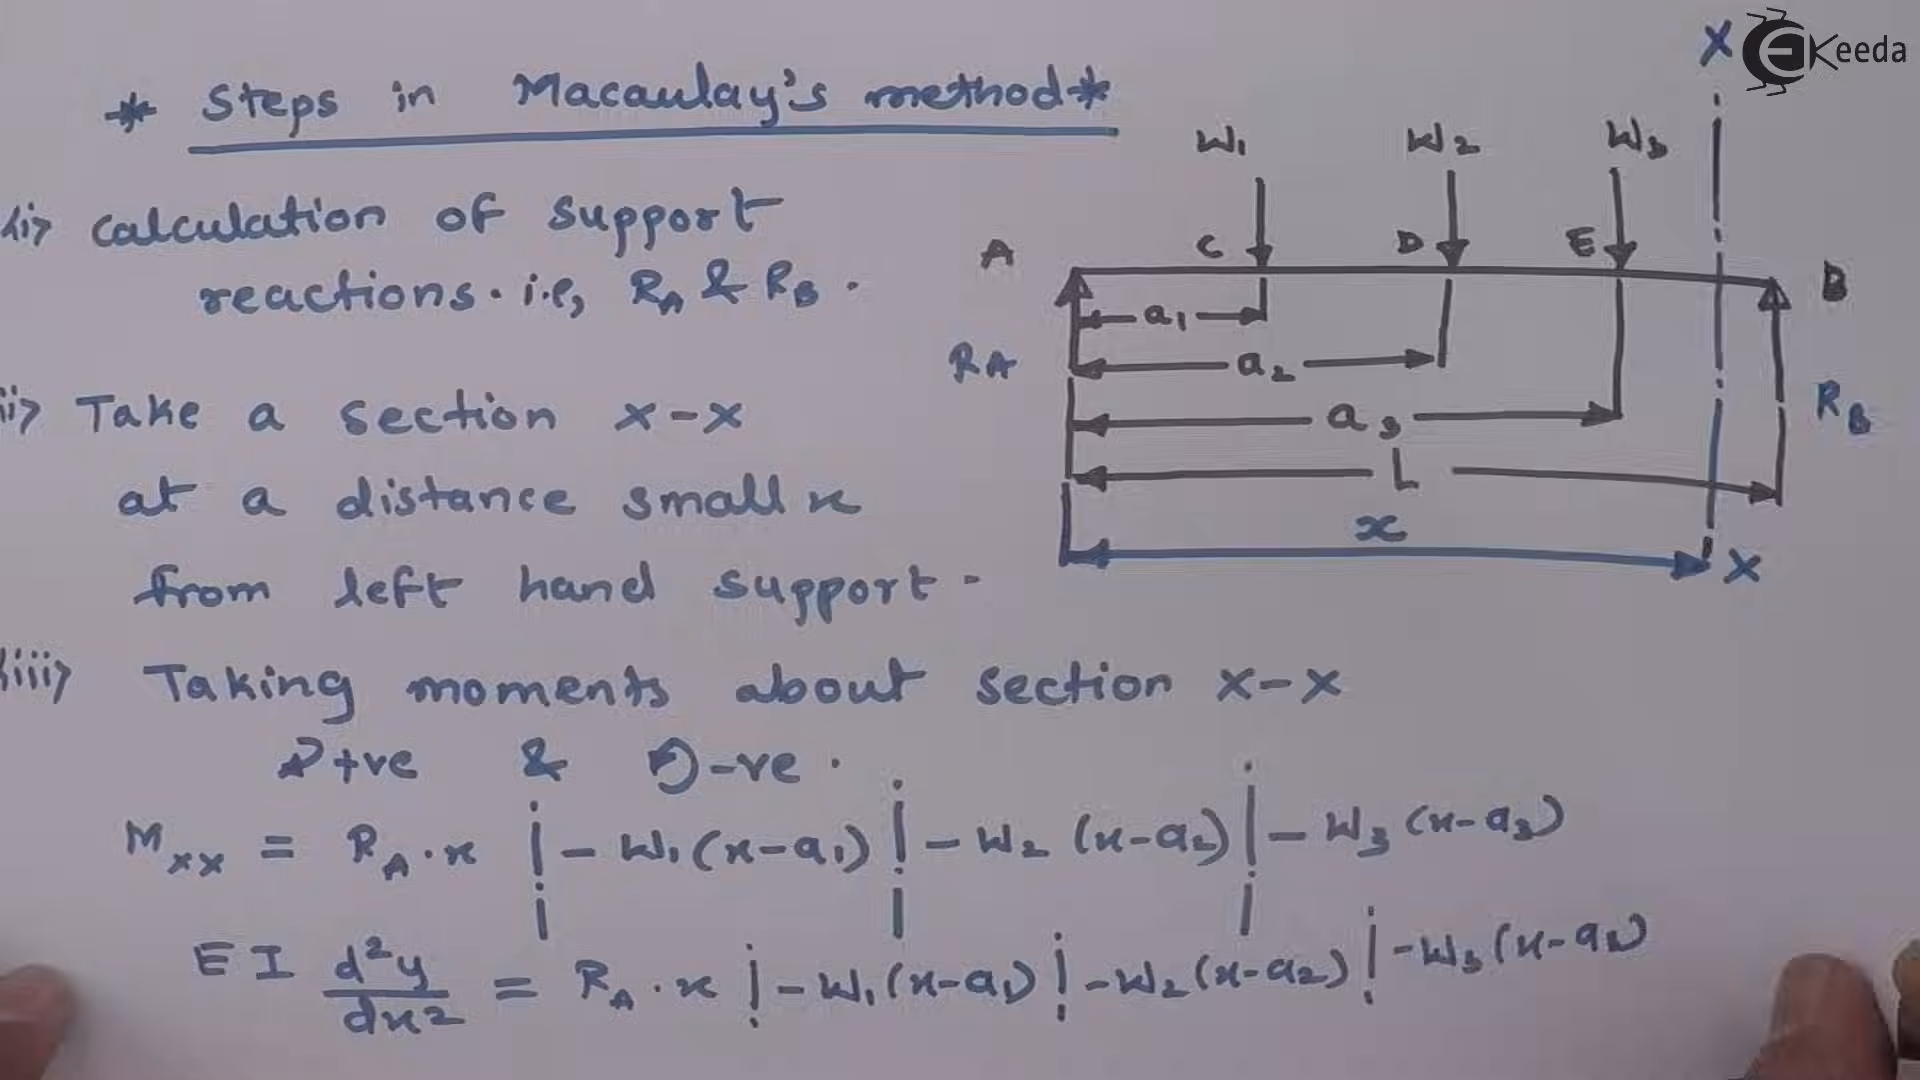 * Steps in Macaulay's method *
(i) Calculation of support
reactions. i.e, RA & RB.
ii) Take a section x-x
at a distance small x
from left hand support.
(iii) Taking moments about section x-x
+ve & -ve.
Mxx = RA.x ¦ - W1(x-a1) ¦ - W2 (x-a2) ¦ - W3 (x-a3)
EI d²y/dx² = RA.x ¦ - W1(x-a1) ¦ - W2(x-a2) ¦ - W3(x-a3)
X
EKeeda
W1 W2 W3
A C D E B
a1
RA a2
a3 RB
L
x
X